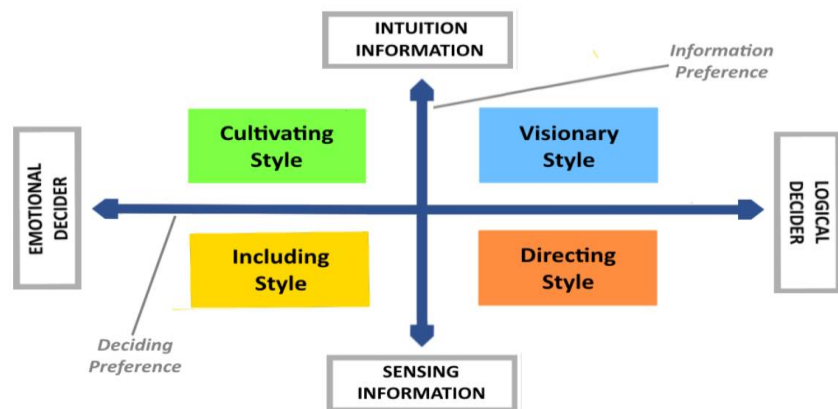 INTUITION
INFORMATION
Information
Preference
Cultivating
Style
Visionary
Style
EMOTIONAL
DECIDER
LOGICAL
DECIDER
Including
Style
Directing
Style
Deciding
Preference
SENSING
INFORMATION